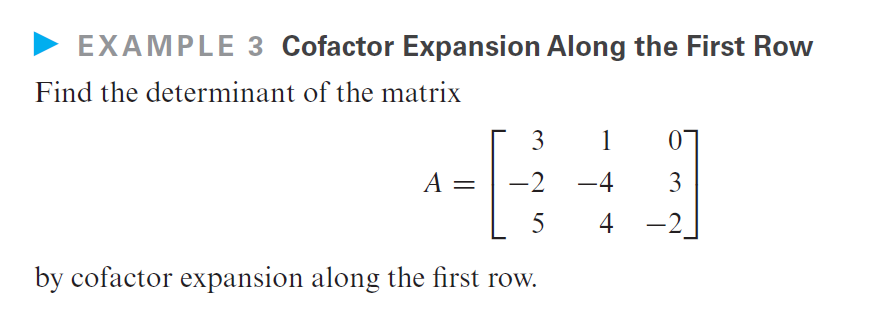 EXAMPLE 3 Cofactor Expansion Along the First Row
Find the determinant of the matrix
3 1 0
A = −2 −4 3
5 4 −2
by cofactor expansion along the first row.